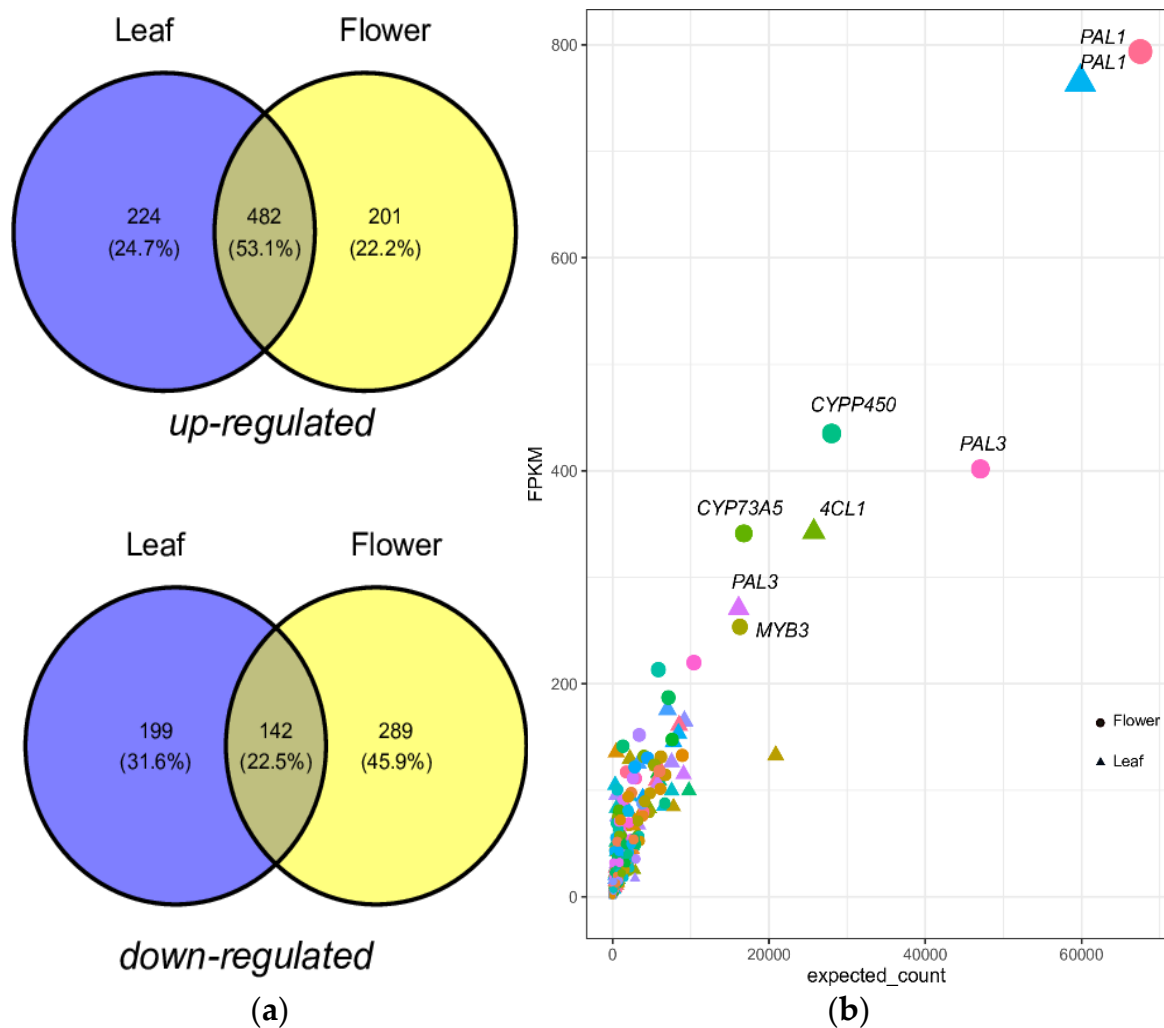 Leaf Flower
224 482 201
(24.7%) (53.1%) (22.2%)
up-regulated
Leaf Flower
199 142 289
(31.6%) (22.5%) (45.9%)
down-regulated
(a)
PAL1
800
PAL1
600
CYPP450
PAL3
FPKM
400
CYP73A5 4CL1
PAL3
MYB3
200
Flower
Leaf
0
0 20000 40000 60000
expected_count
(b)